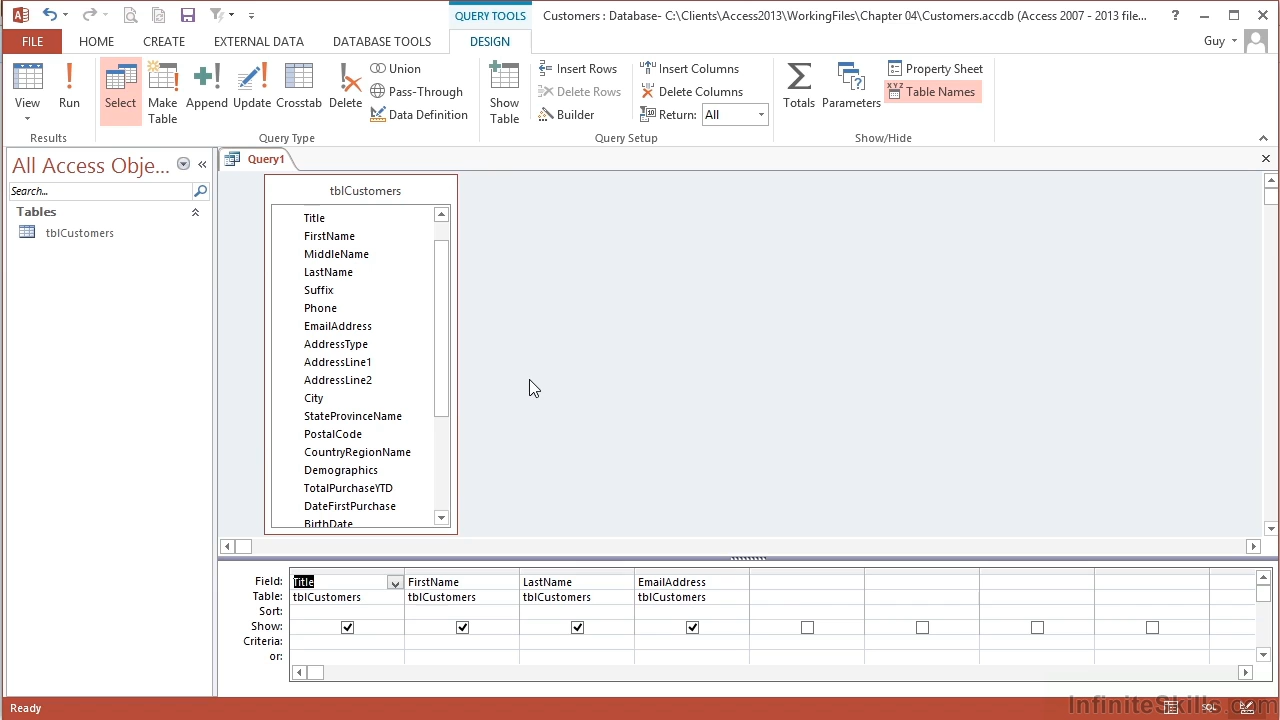 QUERY TOOLS
Customers : Database- C:\Clients\Access2013\WorkingFiles\Chapter 04\Customers.accdb (Access 2007 - 2013 file...
FILE HOME CREATE EXTERNAL DATA DATABASE TOOLS DESIGN Guy
View Run Select Make Table Append Update Crosstab Delete
Union
Pass-Through
Data Definition
Show Table
Insert Rows
Delete Rows
Builder
Insert Columns
Delete Columns
Return: All
Totals Parameters
Property Sheet
XYZ Table Names
Results Query Type Query Setup Show/Hide
All Access Obje...
Search...
Tables
tblCustomers
Query1
tblCustomers
Title
FirstName
MiddleName
LastName
Suffix
Phone
EmailAddress
AddressType
AddressLine1
AddressLine2
City
StateProvinceName
PostalCode
CountryRegionName
Demographics
TotalPurchaseYTD
DateFirstPurchase
BirthDate
Field: Title FirstName LastName EmailAddress
Table: tblCustomers tblCustomers tblCustomers tblCustomers
Sort:
Show:
Criteria:
or:
Ready
SQL
InfiniteSkills.com